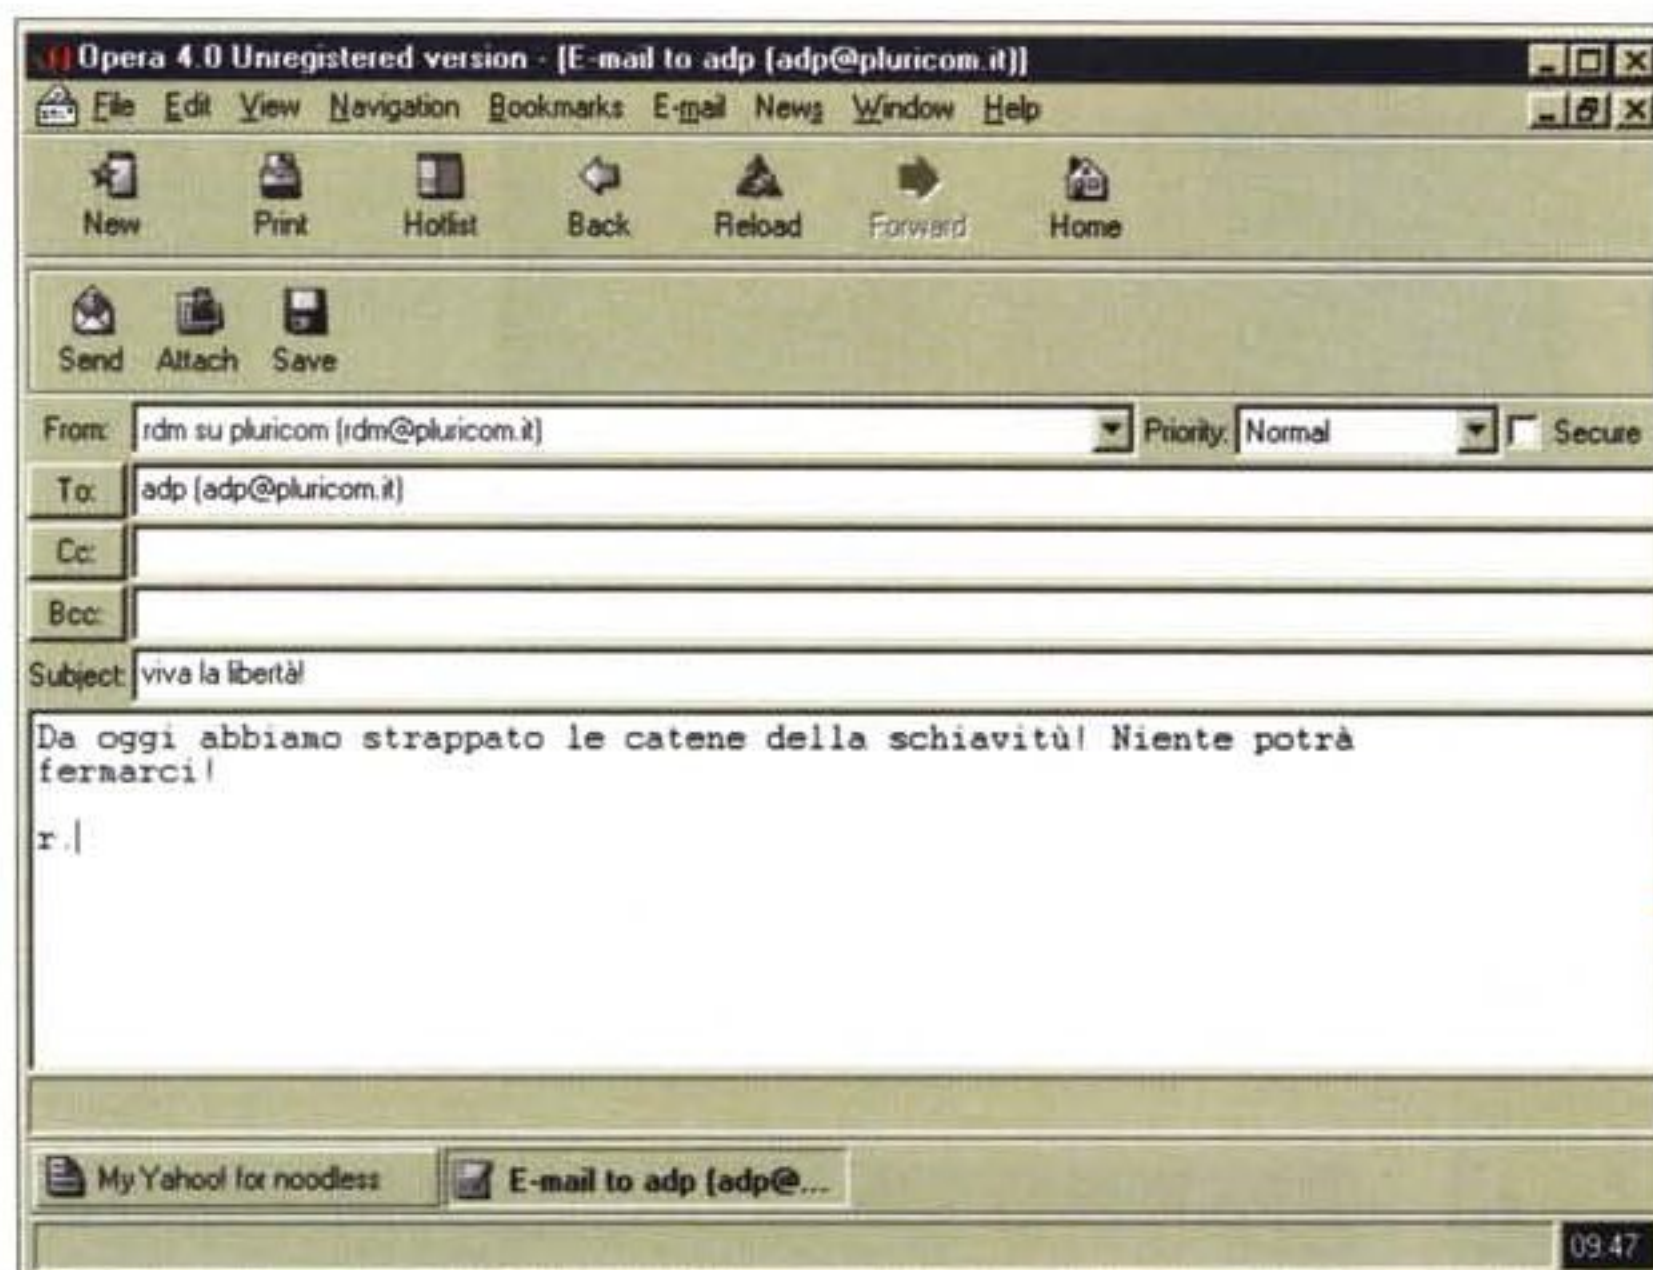 Opera 4.0 Unregistered version - [E-mail to adp (adp@pluricom.it)]
File Edit View Navigation Bookmarks E-mail News Window Help
New Print Hotlist Back Reload Forward Home
Send Attach Save
From: rdm su pluricom (rdm@pluricom.it) Priority: Normal Secure
To: adp (adp@pluricom.it)
Cc:
Bcc:
Subject: viva la libertà!
Da oggi abbiamo strappato le catene della schiavitù! Niente potrà
fermarci!
r.
My Yahoo! for noodless E-mail to adp (adp@...
09:47